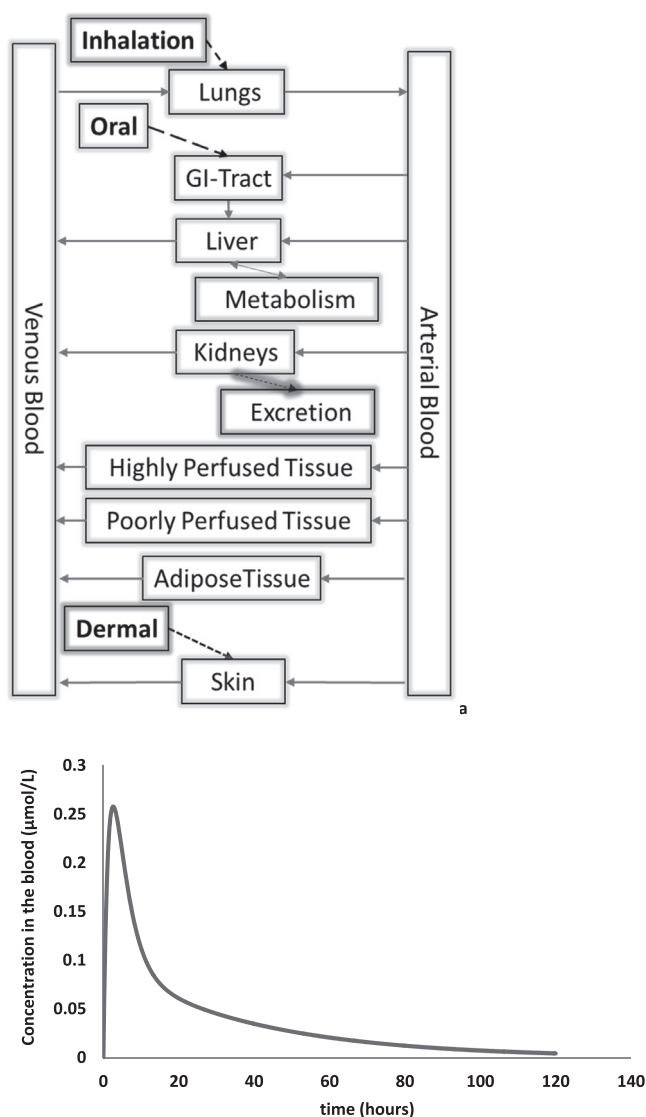 Inhalation
Lungs
Oral
GI-Tract
Liver
Metabolism
Venous Blood
Arterial Blood
Kidneys
Excretion
Highly Perfused Tissue
Poorly Perfused Tissue
AdiposeTissue
Dermal
Skin
a
Concentration in the blood (µmol/L)
0.3
0.25
0.2
0.15
0.1
0.05
0
0 20 40 60 80 100 120 140
time (hours)